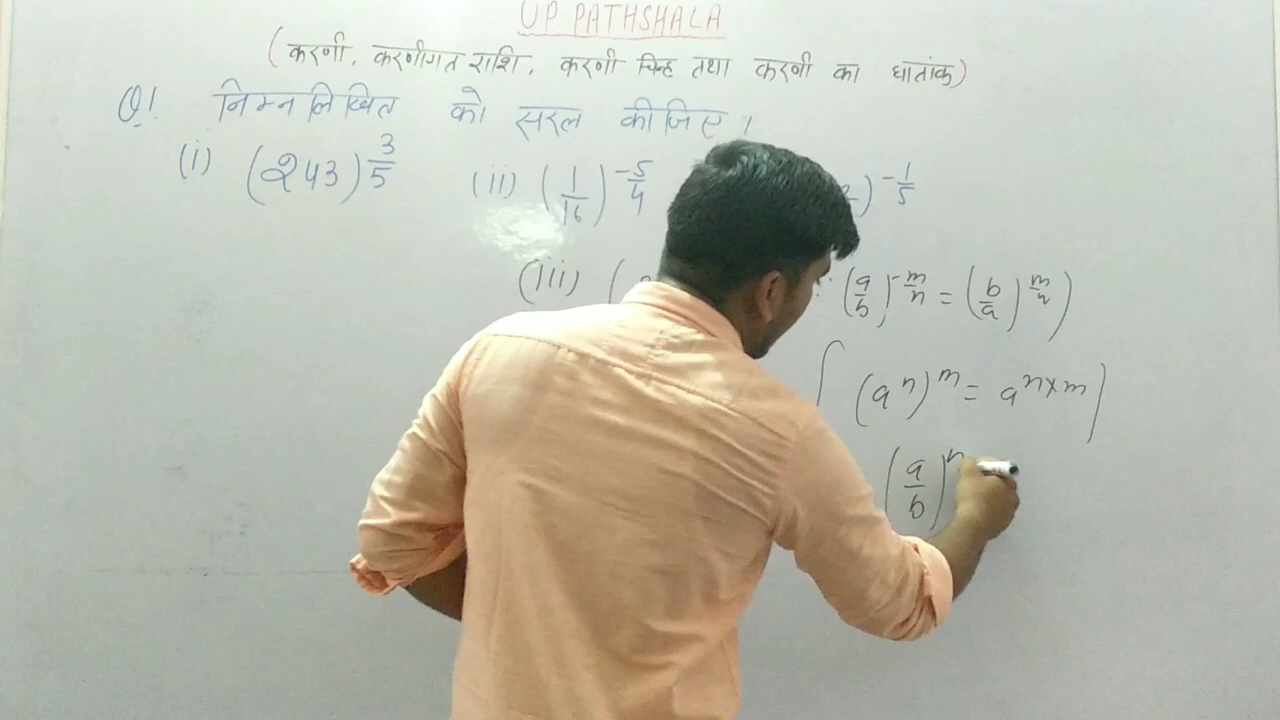 UP PATHSHALA
(करणी, करणीगत राशि, करणी चिन्ह तथा करणी का घातांक)
Q1 निम्नलिखित को सरल कीजिए।
(i) (243)^{3/5} (ii) (1/16)^{-5/4} )^{-1/5}
(iii) ( (a/b)^{-m/n} = (b/a)^{m/n})
(a^n)^m = a^{n×m})
(a/b)^n